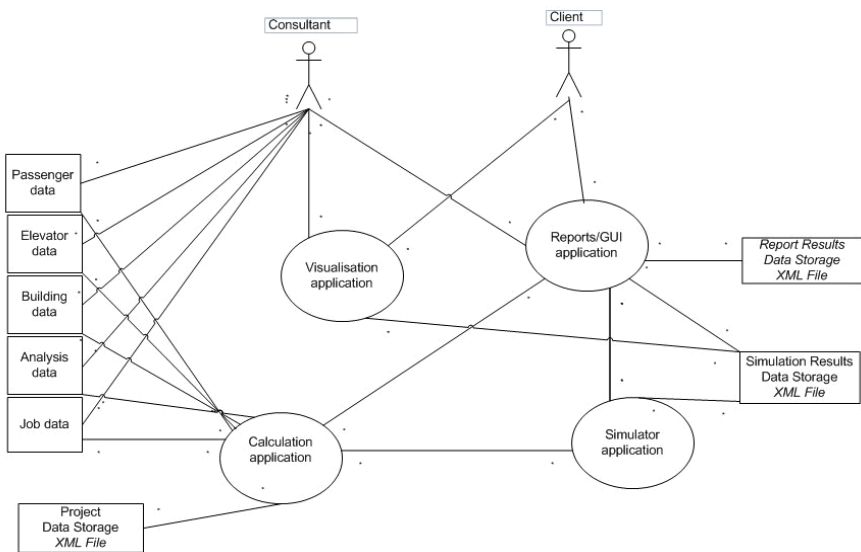 Consultant
Client
Passenger
data
Elevator
data
Building
data
Analysis
data
Job data
Visualisation
application
Reports/GUI
application
Report Results
Data Storage
XML File
Simulation Results
Data Storage
XML File
Calculation
application
Simulator
application
Project
Data Storage
XML File